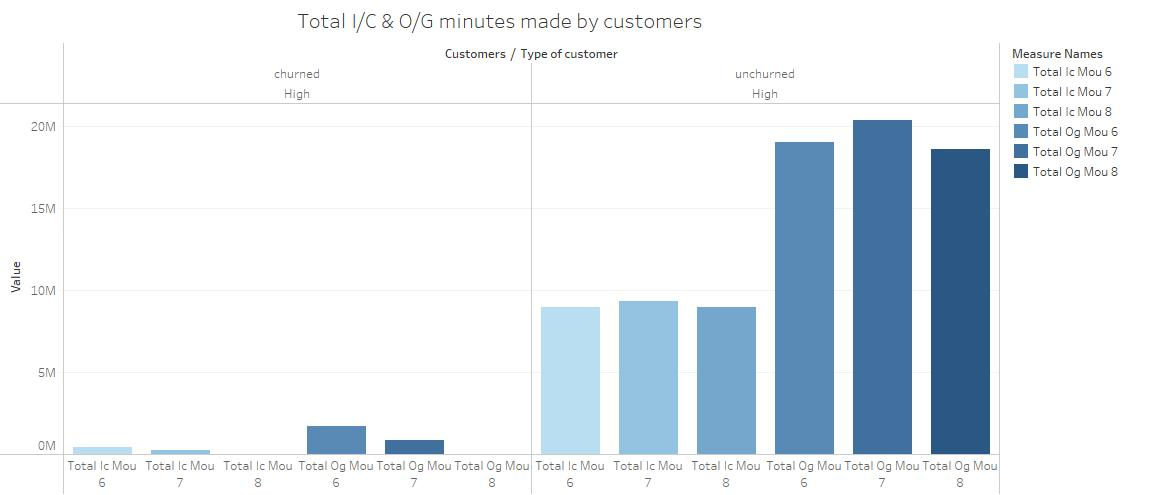 Total I/C & O/G minutes made by customers
Customers / Type of customer
churned
unchurned
High
High
Measure Names
Total Ic Mou 6
Total Ic Mou 7
Total Ic Mou 8
Total Og Mou 6
Total Og Mou 7
Total Og Mou 8
Value
20M
15M
10M
5M
0M
Total Ic Mou
6
Total Ic Mou
7
Total Ic Mou
8
Total Og Mou
6
Total Og Mou
7
Total Og Mou
8
Total Ic Mou
6
Total Ic Mou
7
Total Ic Mou
8
Total Og Mou
6
Total Og Mou
7
Total Og Mou
8